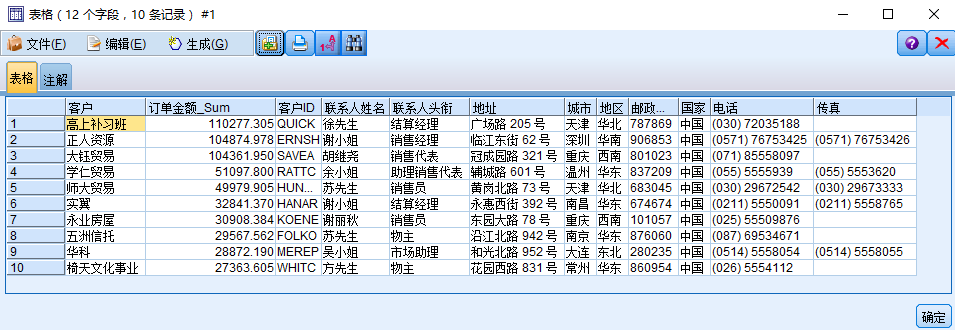 表格（12 个字段，10 条记录） #1
文件(F) 编辑(E) 生成(G)
表格 注解
客户 订单金额_Sum 客户ID 联系人姓名 联系人头衔 地址 城市 地区 邮政... 国家 电话 传真
1 高上补习班 110277.305 QUICK 徐先生 结算经理 广场路 205 号 天津 华北 787869 中国 (030) 72035188
2 正人资源 104874.978 ERNSH 谢小姐 销售经理 临江东街 62 号 深圳 华南 906853 中国 (0571) 76753425 (0571) 76753426
3 大钰贸易 104361.950 SAVEA 胡继尧 销售代表 冠成园路 321 号 重庆 西南 801023 中国 (071) 85558097
4 学仁贸易 51097.800 RATTC 余小姐 助理销售代表 辅城路 601 号 温州 华东 837209 中国 (055) 5555939 (055) 5553620
5 师大贸易 49979.905 HUN... 苏先生 销售员 黄岗北路 73 号 天津 华北 683045 中国 (030) 29672542 (030) 29673333
6 实翼 32841.370 HANAR 谢小姐 结算经理 永惠西街 392 号 南昌 华东 674674 中国 (0211) 5550091 (0211) 5558765
7 永业房屋 30908.384 KOENE 谢丽秋 销售员 东园大路 78 号 重庆 西南 101057 中国 (025) 55509876
8 五洲信托 29567.562 FOLKO 苏先生 物主 沿江北路 942 号 南京 华东 876060 中国 (087) 69534671
9 华科 28872.190 MEREP 吴小姐 市场助理 和光北路 952 号 大连 东北 280235 中国 (0514) 5558054 (0514) 5558055
10 椅天文化事业 27363.605 WHITC 方先生 物主 花园西路 831 号 常州 华东 860954 中国 (026) 5554112
确定